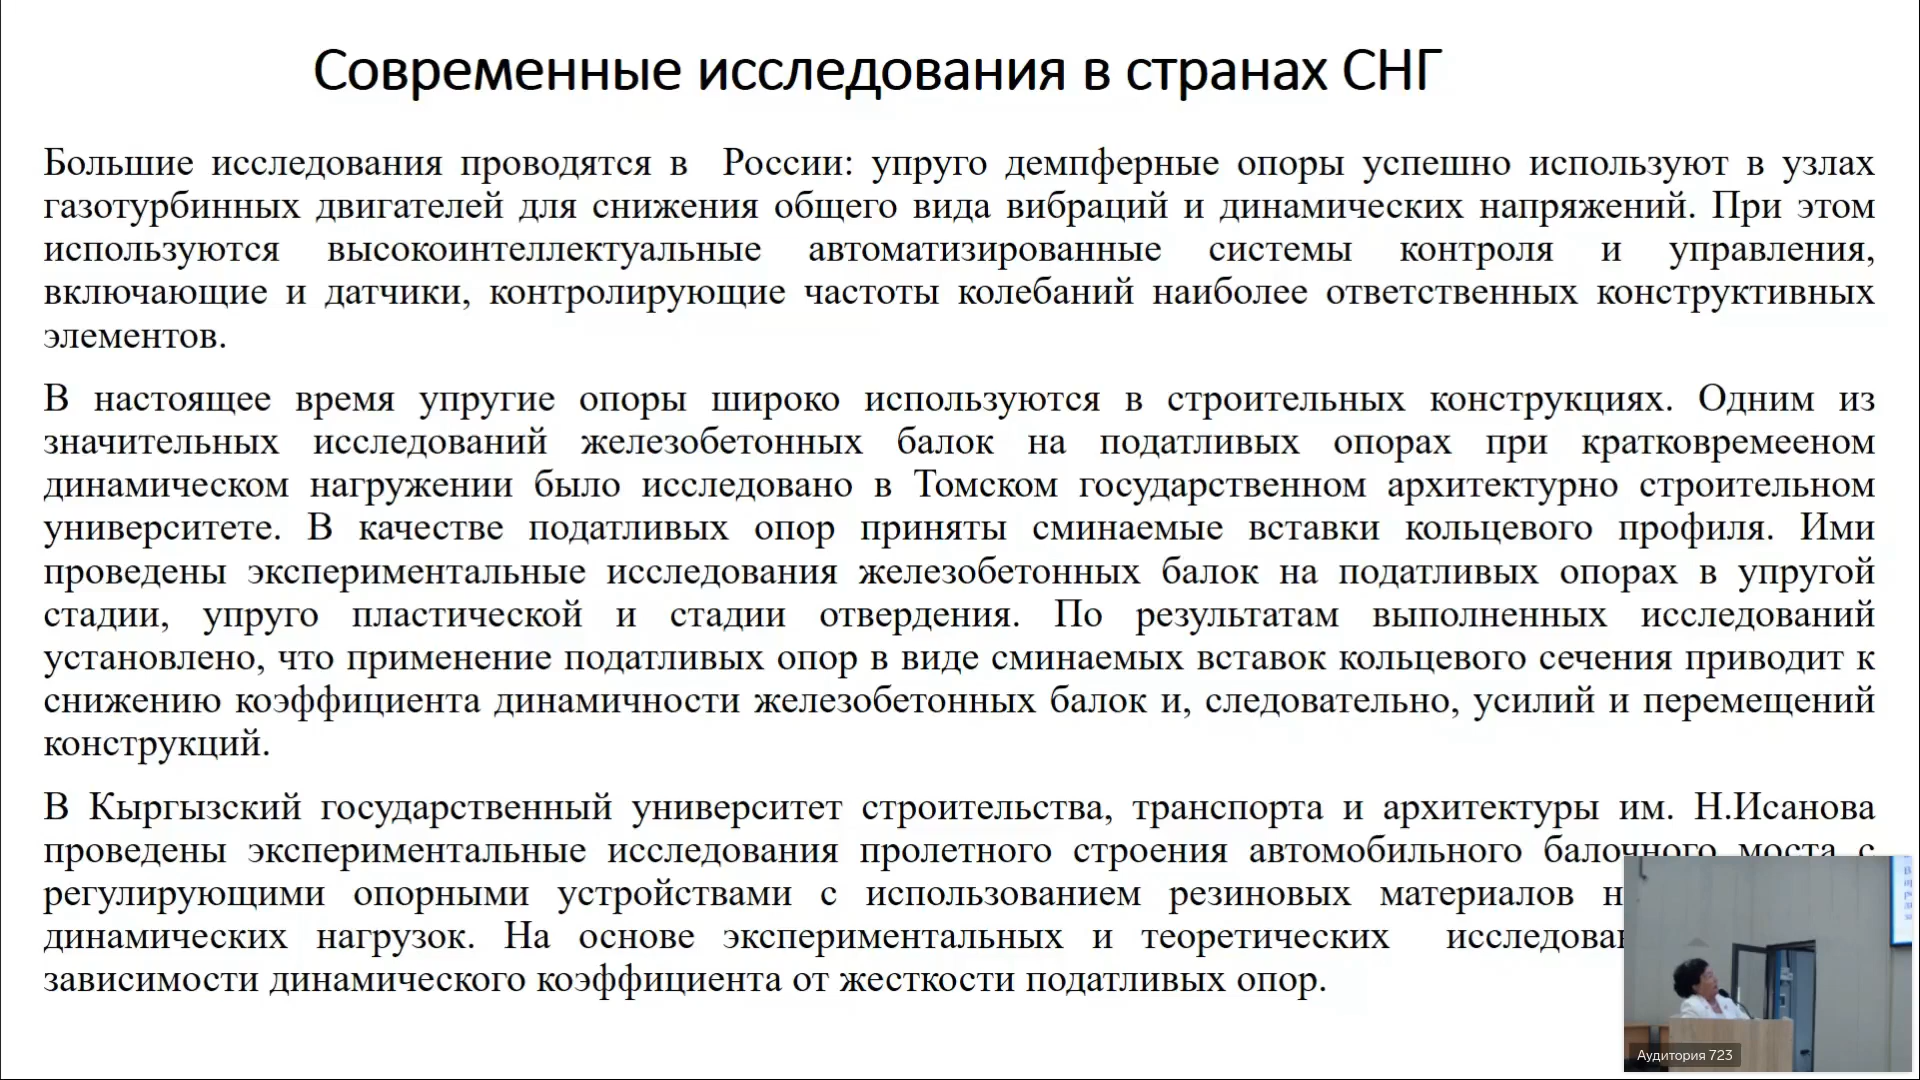 Современные исследования в странах СНГ
Большие исследования проводятся в России: упруго демпферные опоры успешно используют в узлах
газотурбинных двигателей для снижения общего вида вибраций и динамических напряжений. При этом
используются высокоинтеллектуальные автоматизированные системы контроля и управления,
включающие и датчики, контролирующие частоты колебаний наиболее ответственных конструктивных
элементов.
В настоящее время упругие опоры широко используются в строительных конструкциях. Одним из
значительных исследований железобетонных балок на податливых опорах при кратковремееном
динамическом нагружении было исследовано в Томском государственном архитектурно строительном
университете. В качестве податливых опор приняты сминаемые вставки кольцевого профиля. Ими
проведены экспериментальные исследования железобетонных балок на податливых опорах в упругой
стадии, упруго пластической и стадии отвердения. По результатам выполненных исследований
установлено, что применение податливых опор в виде сминаемых вставок кольцевого сечения приводит к
снижению коэффициента динамичности железобетонных балок и, следовательно, усилий и перемещений
конструкций.
В Кыргызский государственный университет строительства, транспорта и архитектуры им. Н.Исанова
проведены экспериментальные исследования пролетного строения автомобильного балочного моста с
регулирующими опорными устройствами с использованием резиновых материалов
динамических нагрузок. На основе экспериментальных и теоретических
зависимости динамического коэффициента от жесткости податливых опор.
Аудитория 723